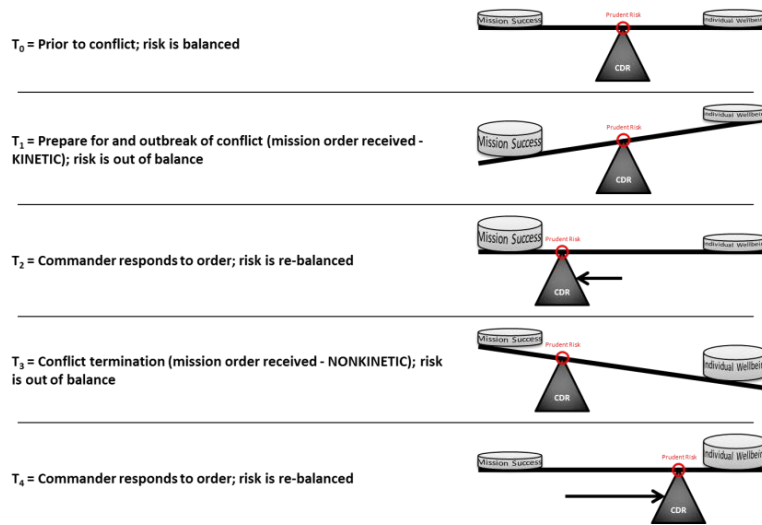 Mission Success
Prudent Risk
Individual Wellbeing
CDR
T0 = Prior to conflict; risk is balanced
Mission Success
Prudent Risk
Individual Wellbeing
CDR
T1 = Prepare for and outbreak of conflict (mission order received -
KINETIC); risk is out of balance
Mission Success
Prudent Risk
Individual Wellbeing
CDR
T2 = Commander responds to order; risk is re-balanced
Mission Success
Prudent Risk
Individual Wellbein
CDR
T3 = Conflict termination (mission order received - NONKINETIC); risk
is out of balance
Mission Success
Prudent Risk
Individual Wellbein
CDR
T4 = Commander responds to order; risk is re-balanced